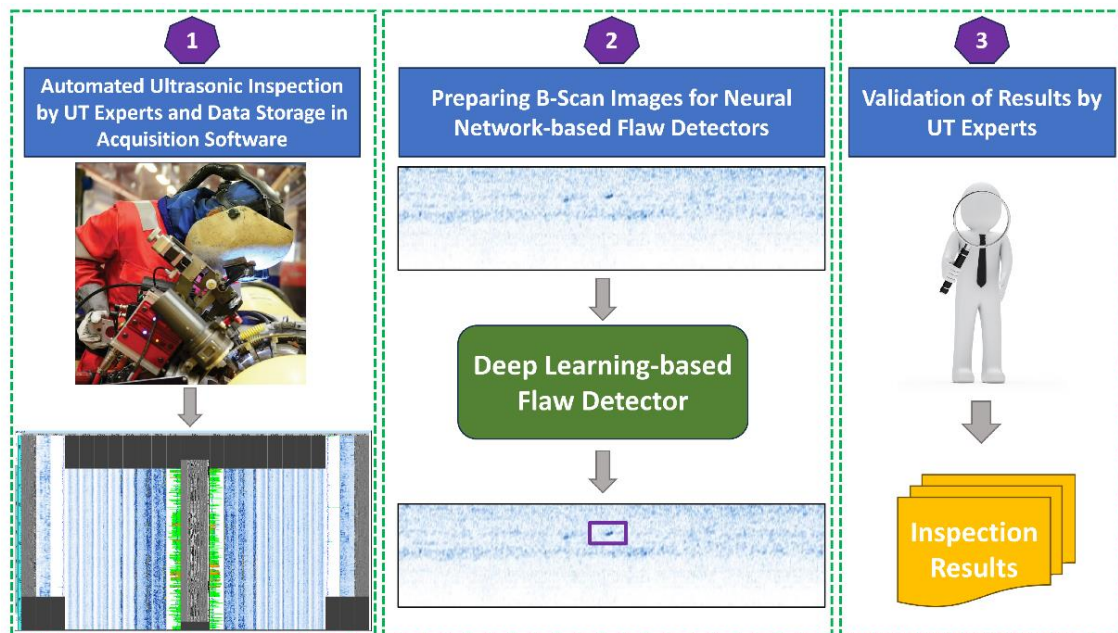 1
Automated Ultrasonic Inspection
by UT Experts and Data Storage in
Acquisition Software
2
Preparing B-Scan Images for Neural
Network-based Flaw Detectors
Deep Learning-based
Flaw Detector
3
Validation of Results by
UT Experts
Inspection
Results